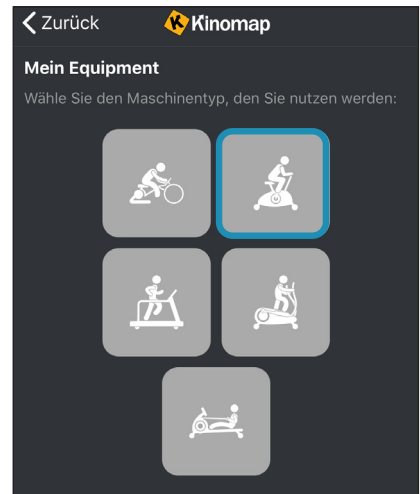 Zurück
Kinomap
Mein Equipment
Wähle Sie den Maschinentyp, den Sie nutzen werden: